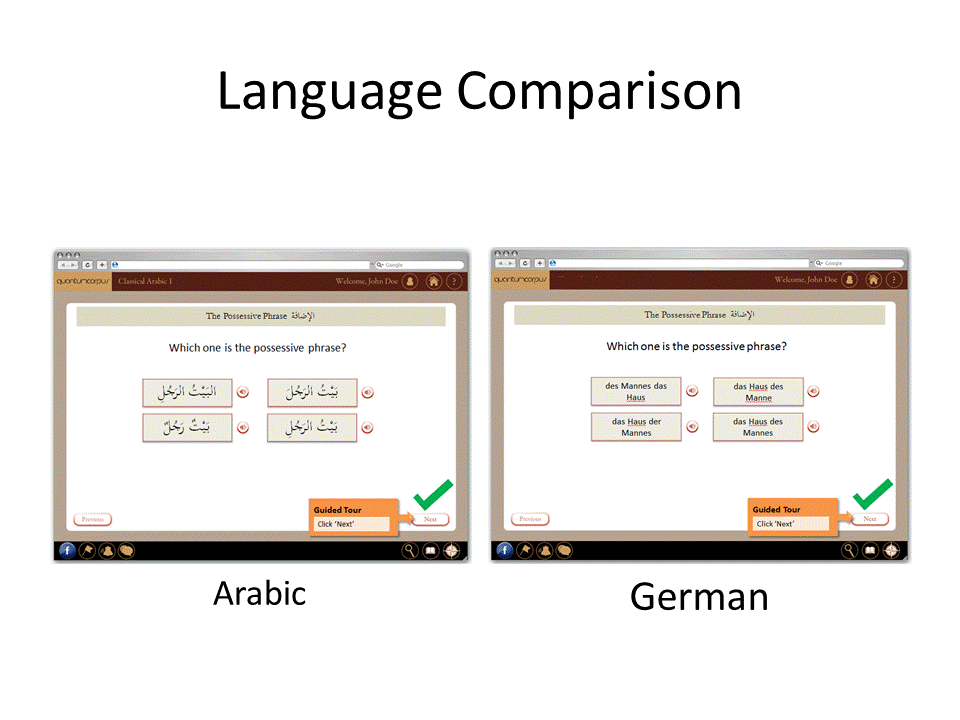 Language Comparison
Google
quantumcorpus
Classical Arabic 1
Welcome, John Doe
?
The Possessive Phrase الإضافة
Which one is the possessive phrase?
البَيْتُ الرَجُلِ
بَيْتُ الرَجُلَ
بَيْتٌ رَجُلٌ
بَيْتُ الرَجُلِ
Guided Tour
Click 'Next'
Previous
Next
f
Arabic
Google
quantumcorpus
Welcome, John Doe
?
The Possessive Phrase الإضافة
Which one is the possessive phrase?
des Mannes das
Haus
das Haus des
Manne
das Haus der
Mannes
das Haus des
Mannes
Guided Tour
Click 'Next'
Previous
Next
f
German